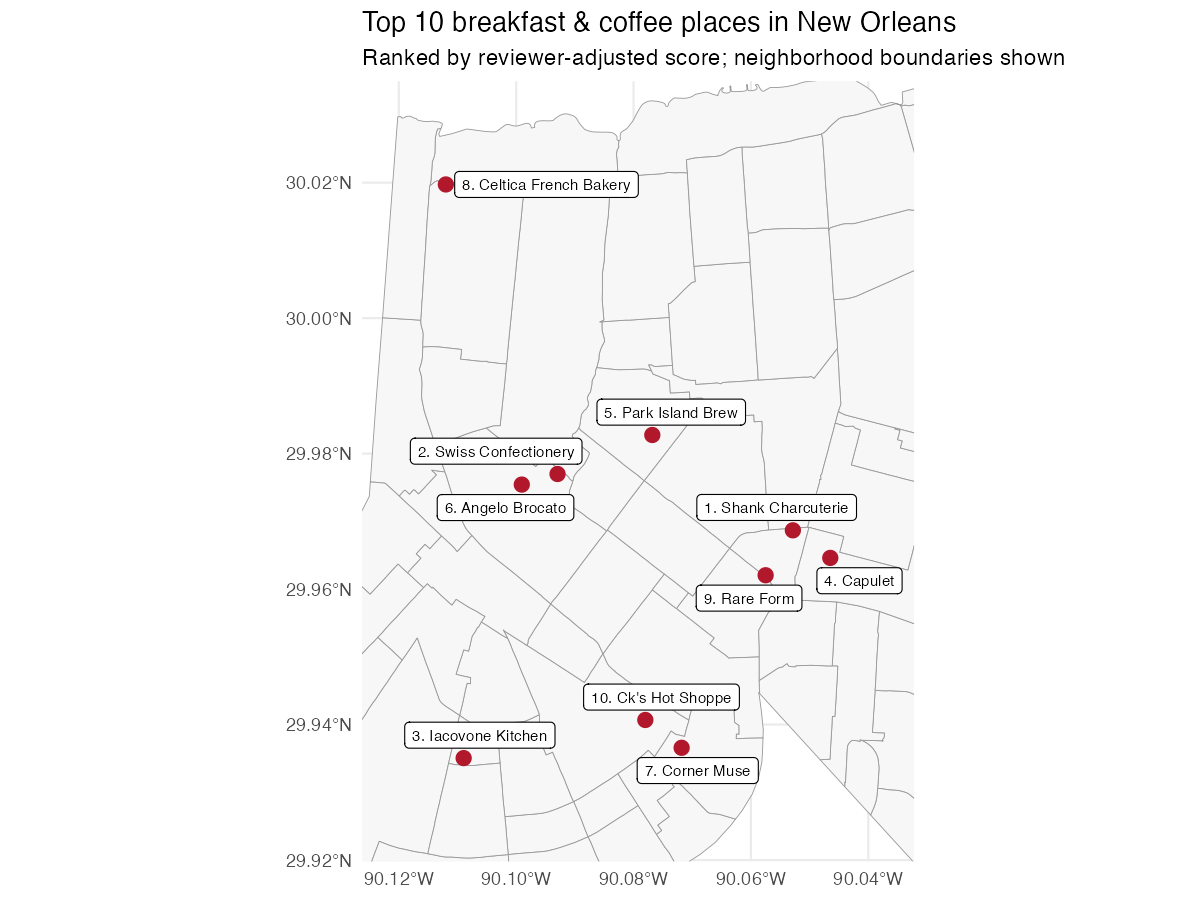 Top 10 breakfast & coffee places in New Orleans
Ranked by reviewer-adjusted score; neighborhood boundaries shown
30.02°N
8. Celtica French Bakery
30.00°N
5. Park Island Brew
29.98°N
2. Swiss Confectionery
6. Angelo Brocato
1. Shank Charcuterie
4. Capulet
29.96°N
9. Rare Form
10. Ck's Hot Shoppe
29.94°N
3. Iacovone Kitchen
7. Corner Muse
29.92°N
90.12°W
90.10°W
90.08°W
90.06°W
90.04°W